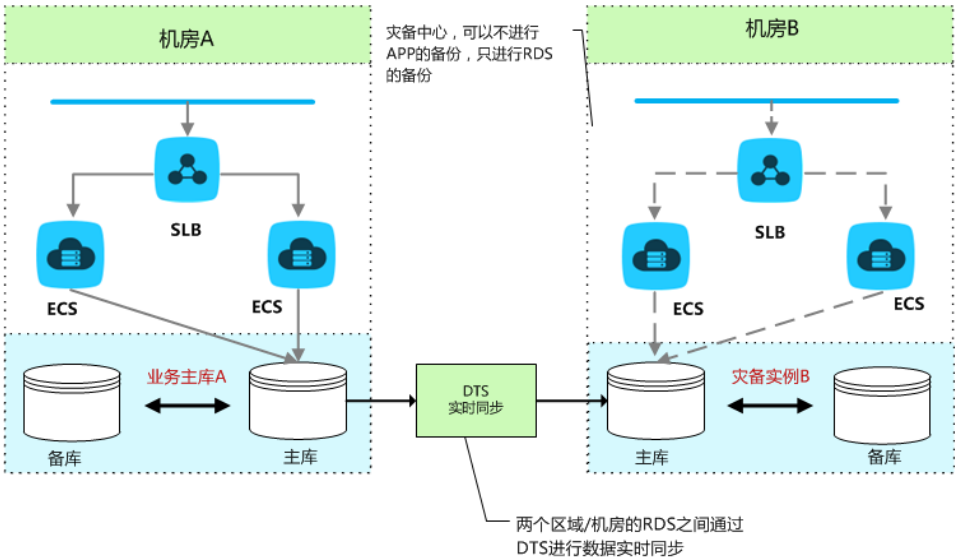 机房A
灾备中心，可以不进行
APP的备份，只进行RDS
的备份
机房B
SLB
SLB
ECS
ECS
ECS
ECS
业务主库A
DTS
实时同步
灾备实例B
备库
主库
主库
备库
两个区域/机房的RDS之间通过
DTS进行数据实时同步